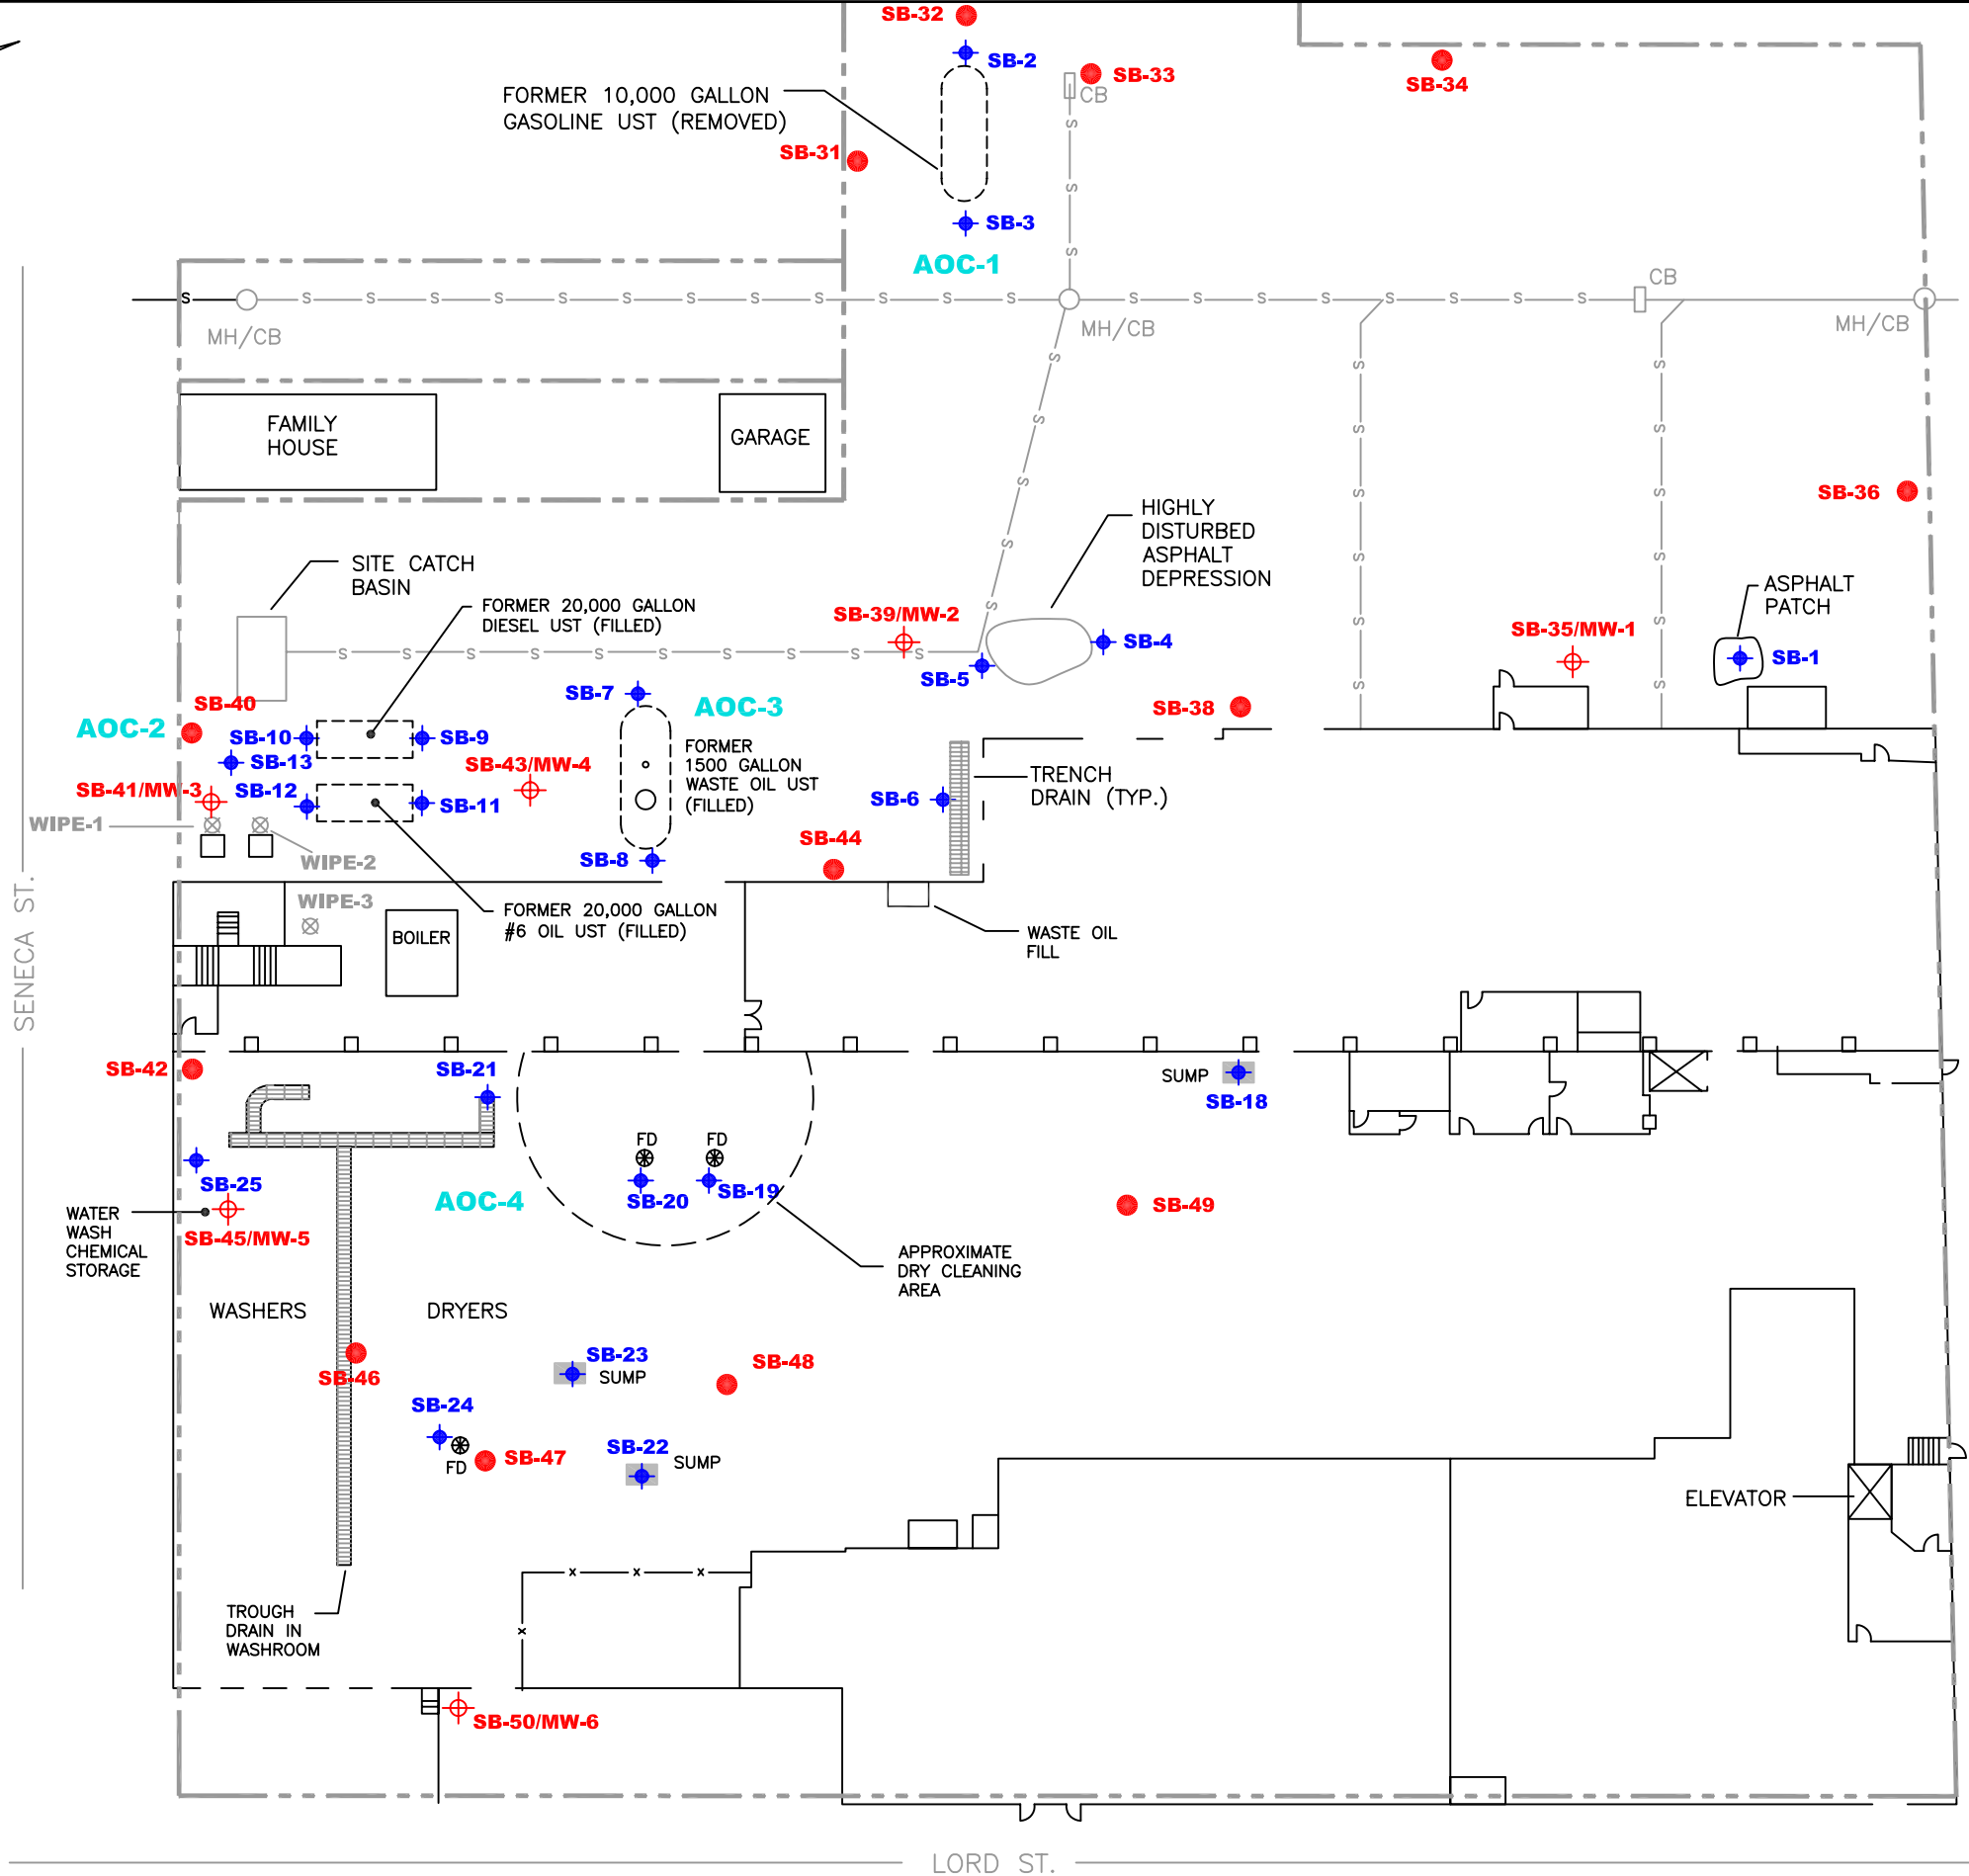 SB-32
SB-2
SB-33
SB-34
FORMER 10,000 GALLON
GASOLINE UST (REMOVED)
CB
SB-31
SB-3
AOC-1
CB
S
MH/CB
MH/CB
MH/CB
FAMILY
HOUSE
GARAGE
SB-36
HIGHLY
DISTURBED
ASPHALT
DEPRESSION
SITE CATCH
BASIN
ASPHALT
PATCH
FORMER 20,000 GALLON
DIESEL UST (FILLED)
SB-39/MW-2
SB-35/MW-1
SB-4
SB-1
SB-5
SB-7
SB-40
AOC-3
SB-38
AOC-2
SB-10
SB-9
SB-13
FORMER
1500 GALLON
WASTE OIL UST
(FILLED)
SB-43/MW-4
TRENCH
DRAIN (TYP.)
SB-41/MW-3
SB-12
SB-11
SB-6
WIPE-1
SB-44
WIPE-2
SB-8
SENECA ST.
WIPE-3
FORMER 20,000 GALLON
#6 OIL UST (FILLED)
BOILER
WASTE OIL
FILL
SB-42
SB-21
SUMP
SB-18
FD
FD
SB-25
AOC-4
SB-20
SB-19
SB-49
WATER
WASH
CHEMICAL
STORAGE
SB-45/MW-5
APPROXIMATE
DRY CLEANING
AREA
WASHERS
DRYERS
SB-23
SUMP
SB-48
SB-46
SB-24
SB-22
SUMP
SB-47
FD
ELEVATOR
x x x
x
TROUGH
DRAIN IN
WASHROOM
SB-50/MW-6
LORD ST.